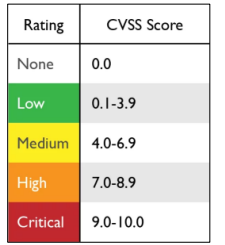 Rating CVSS Score
None 0.0
Low 0.1-3.9
Medium 4.0-6.9
High 7.0-8.9
Critical 9.0-10.0